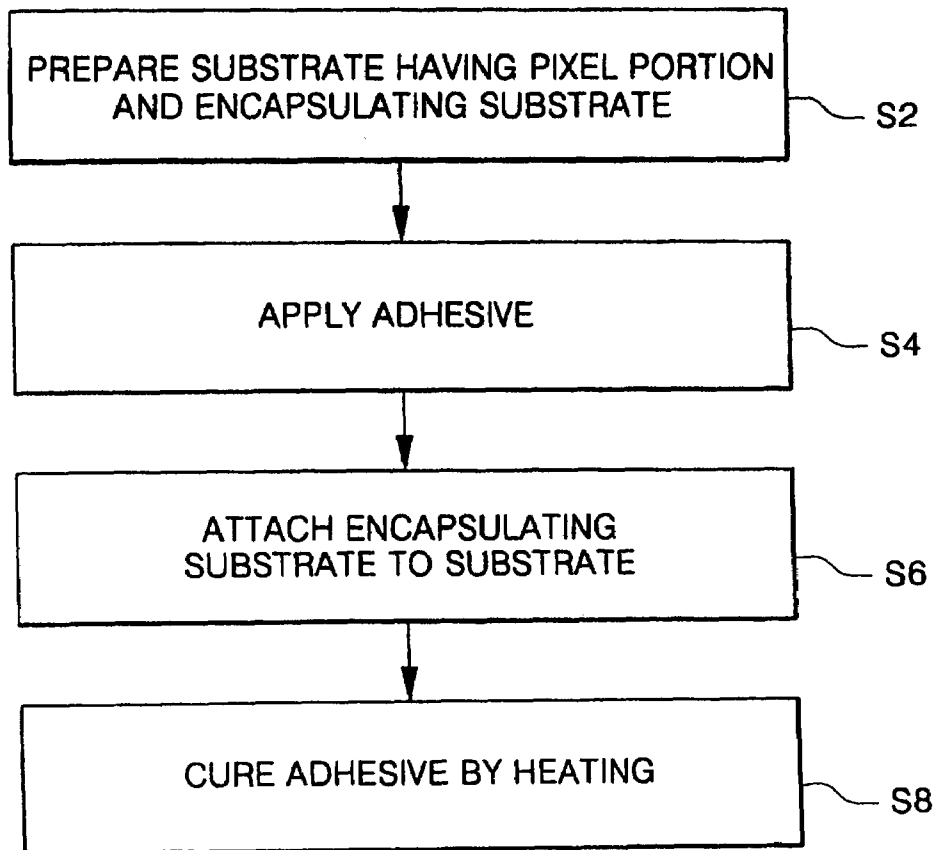 PREPARE SUBSTRATE HAVING PIXEL PORTION
AND ENCAPSULATING SUBSTRATE
S2
APPLY ADHESIVE
S4
ATTACH ENCAPSULATING
SUBSTRATE TO SUBSTRATE
S6
CURE ADHESIVE BY HEATING
S8